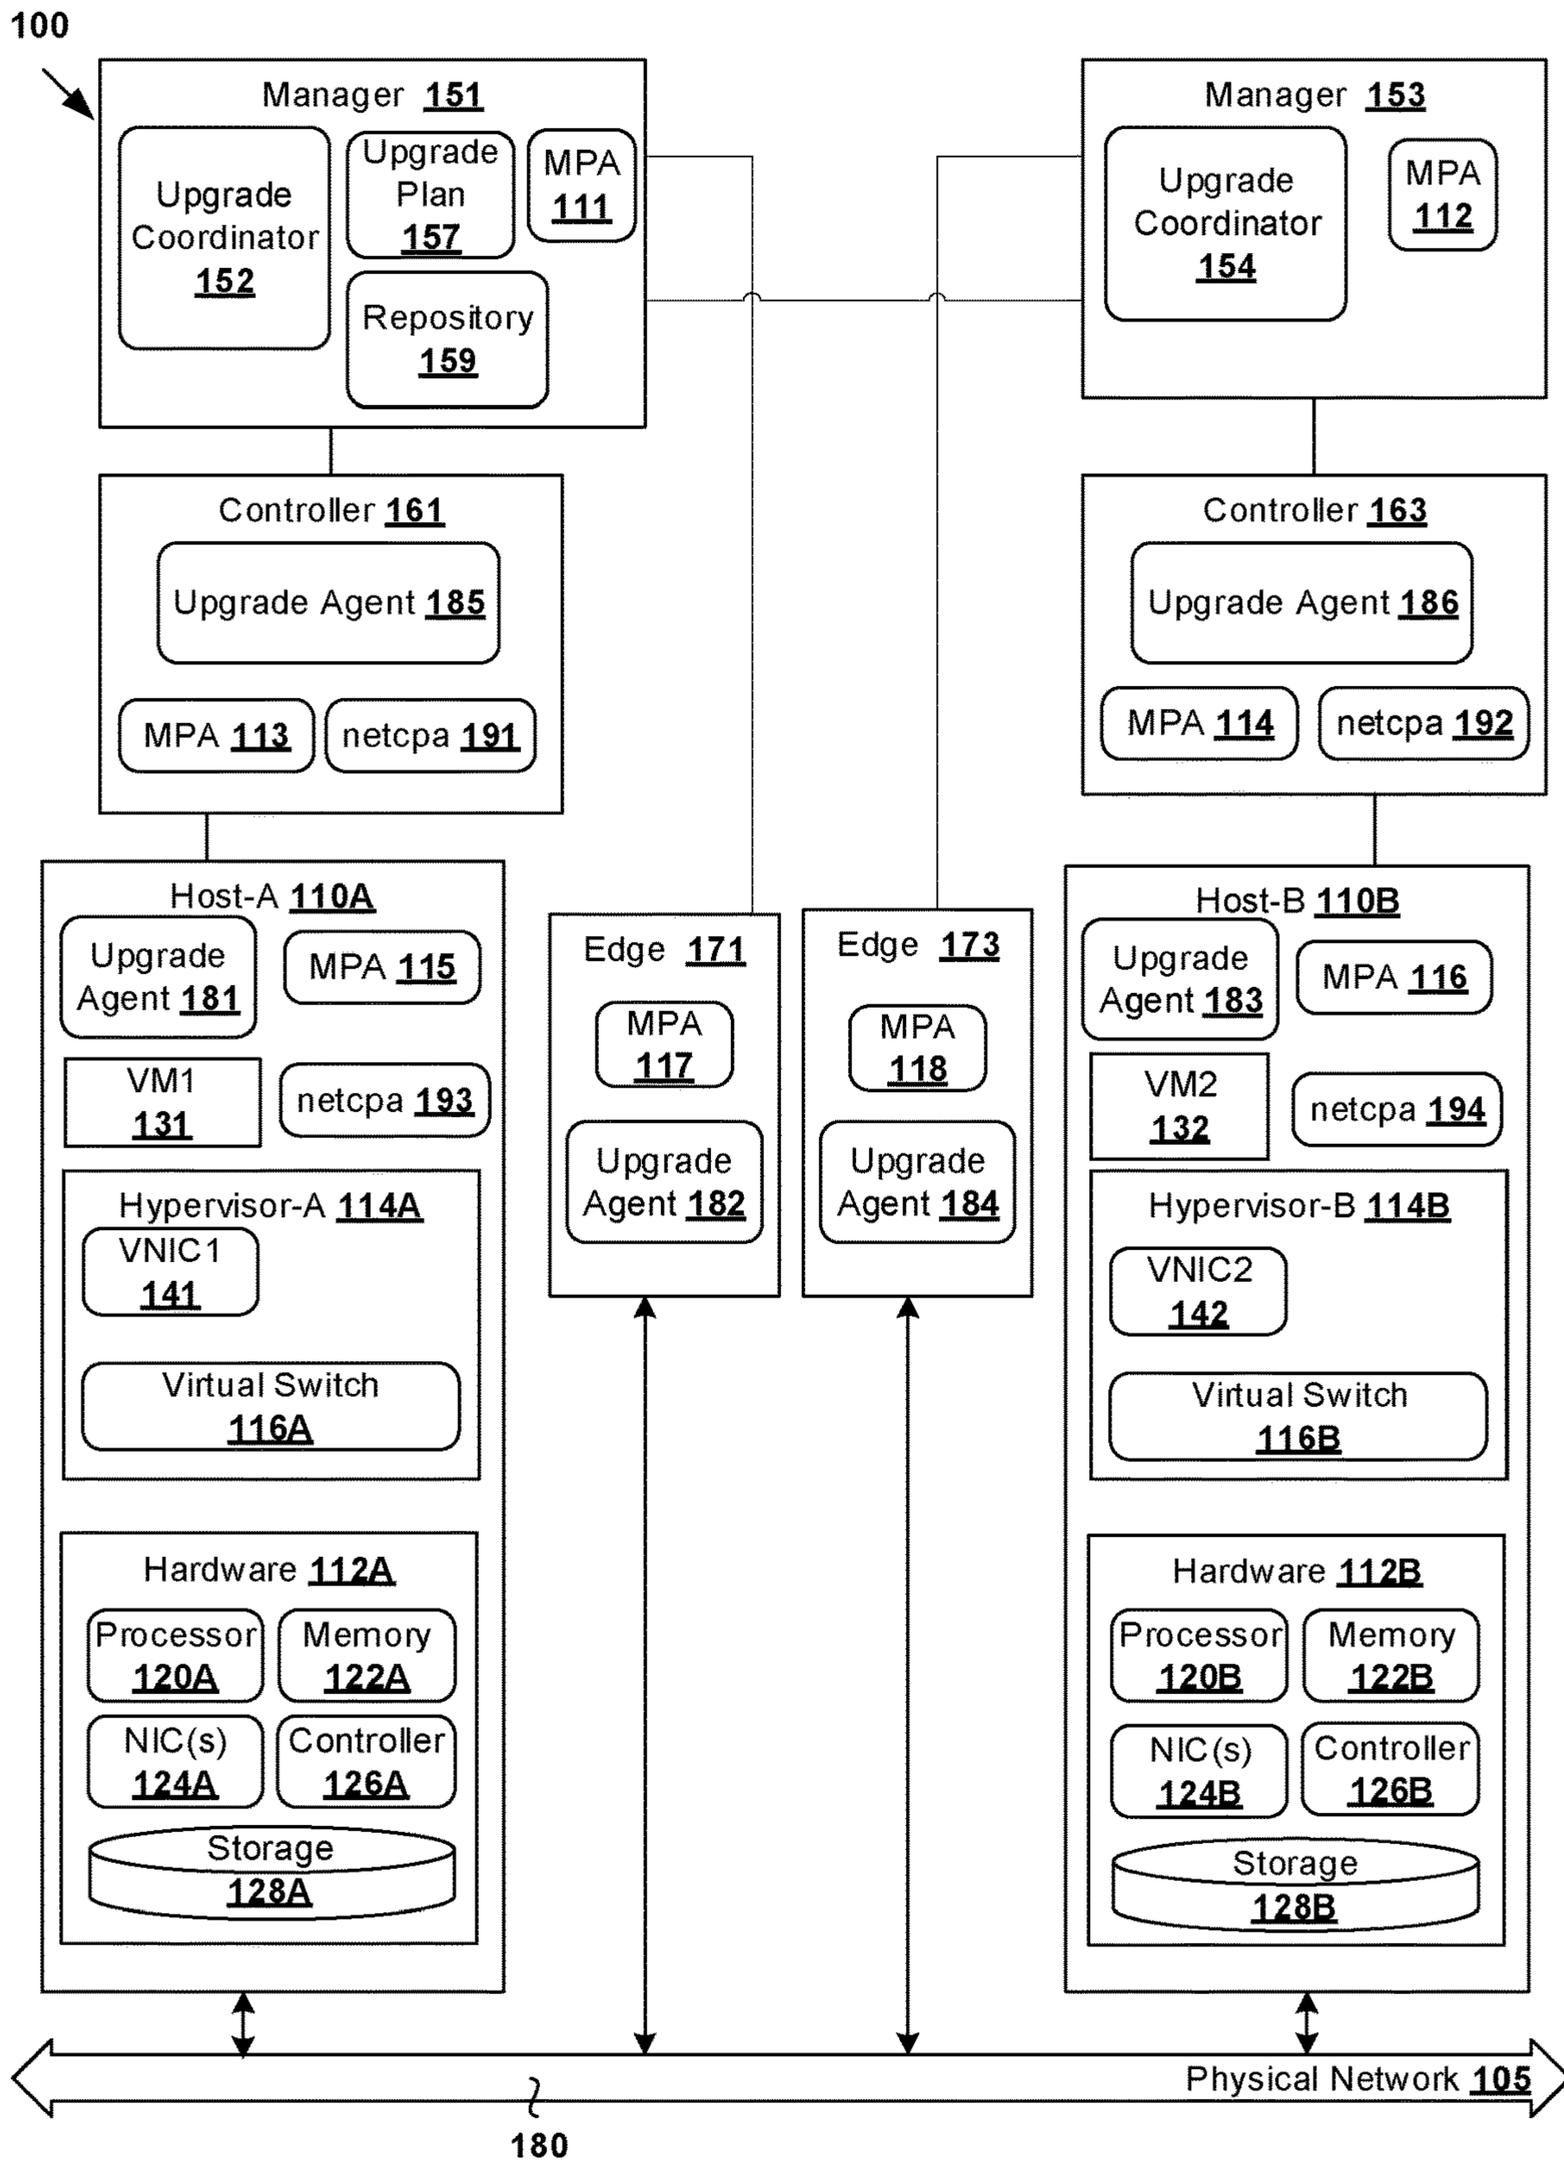 100
Manager 151
Upgrade
Coordinator
152
Upgrade
Plan
157
MPA
111
Repository
159
Manager 153
Upgrade
Coordinator
154
MPA
112
Controller 161
Upgrade Agent 185
MPA 113
netcpa 191
Controller 163
Upgrade Agent 186
MPA 114
netcpa 192
Host-A 110A
Upgrade
Agent 181
MPA 115
VM1
131
netcpa 193
Hypervisor-A 114A
VNIC1
141
Virtual Switch
116A
Hardware 112A
Processor
120A
Memory
122A
NIC(s)
124A
Controller
126A
Storage
128A
Edge 171
MPA
117
Upgrade
Agent 182
Edge 173
MPA
118
Upgrade
Agent 184
Host-B 110B
Upgrade
Agent 183
MPA 116
VM2
132
netcpa 194
Hypervisor-B 114B
VNIC2
142
Virtual Switch
116B
Hardware 112B
Processor
120B
Memory
122B
NIC(s)
124B
Controller
126B
Storage
128B
Physical Network 105
180